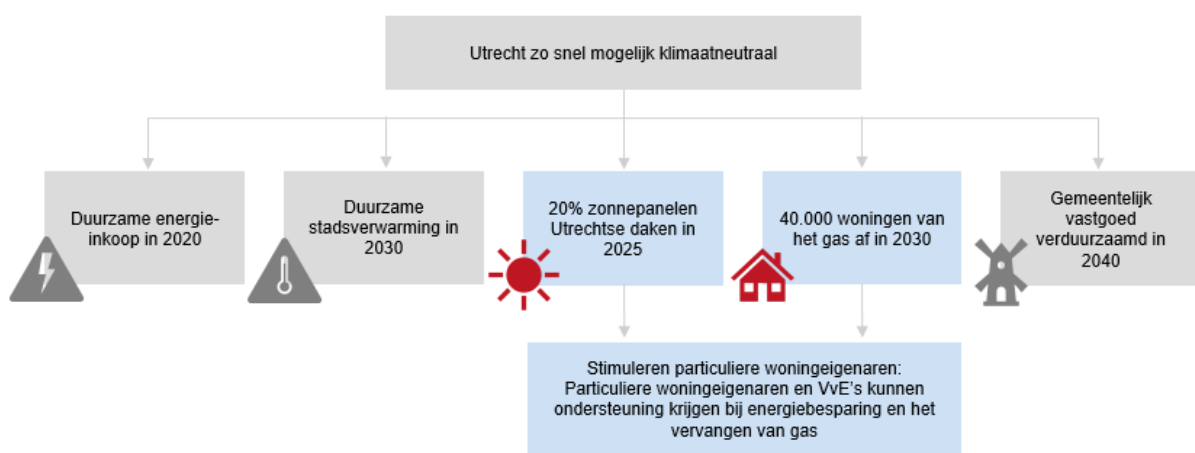 Utrecht zo snel mogelijk klimaatneutraal
Duurzame energie-
inkoop in 2020
Duurzame
stadsverwarming in
2030
20% zonnepanelen
Utrechtse daken in
2025
40.000 woningen van
het gas af in 2030
Gemeentelijk
vastgoed
verduurzaamd in
2040
Stimuleren particuliere woningeigenaren:
Particuliere woningeigenaren en VvE's kunnen
ondersteuning krijgen bij energiebesparing en het
vervangen van gas